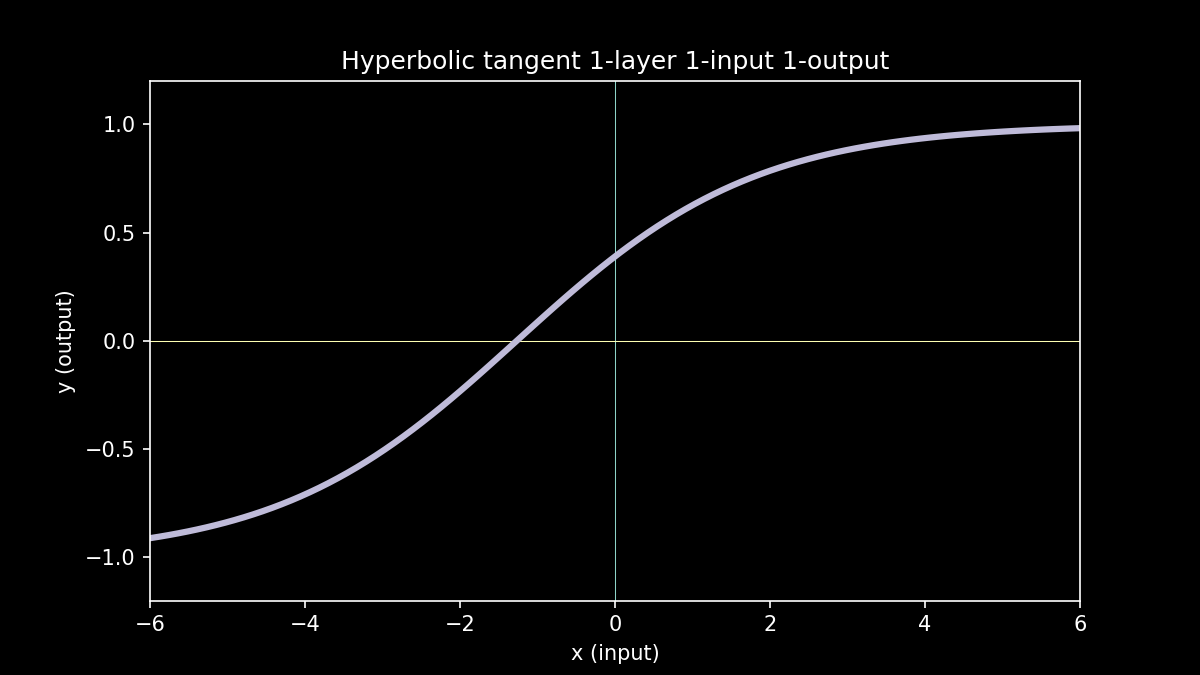 Hyperbolic tangent 1-layer 1-input 1-output
1.0
0.5
0.0
−0.5
−1.0
y (output)
−6 −4 −2 0 2 4 6
x (input)